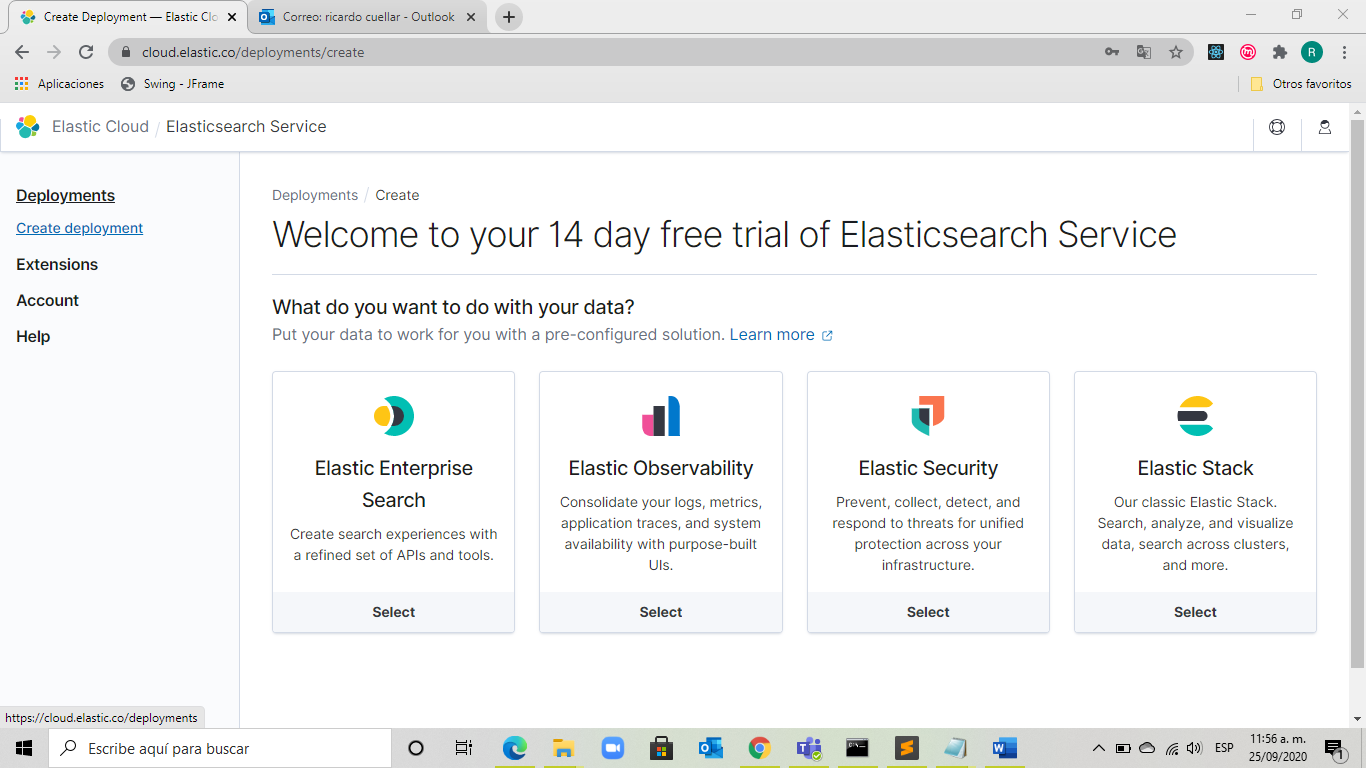 Create Deployment — Elastic Clo
Correo: ricardo cuellar - Outlook
cloud.elastic.co/deployments/create
R
Aplicaciones
Swing - JFrame
Otros favoritos
Elastic Cloud / Elasticsearch Service
Deployments
Create deployment
Extensions
Account
Help
Deployments / Create
Welcome to your 14 day free trial of Elasticsearch Service
What do you want to do with your data?
Put your data to work for you with a pre-configured solution. Learn more
Elastic Enterprise
Search
Create search experiences with
a refined set of APIs and tools.
Select
Elastic Observability
Consolidate your logs, metrics,
application traces, and system
availability with purpose-built
UIs.
Select
Elastic Security
Prevent, collect, detect, and
respond to threats for unified
protection across your
infrastructure.
Select
Elastic Stack
Our classic Elastic Stack.
Search, analyze, and visualize
data, search across clusters,
and more.
Select
https://cloud.elastic.co/deployments
Escribe aquí para buscar
ESP
11:56 a. m.
25/09/2020
1